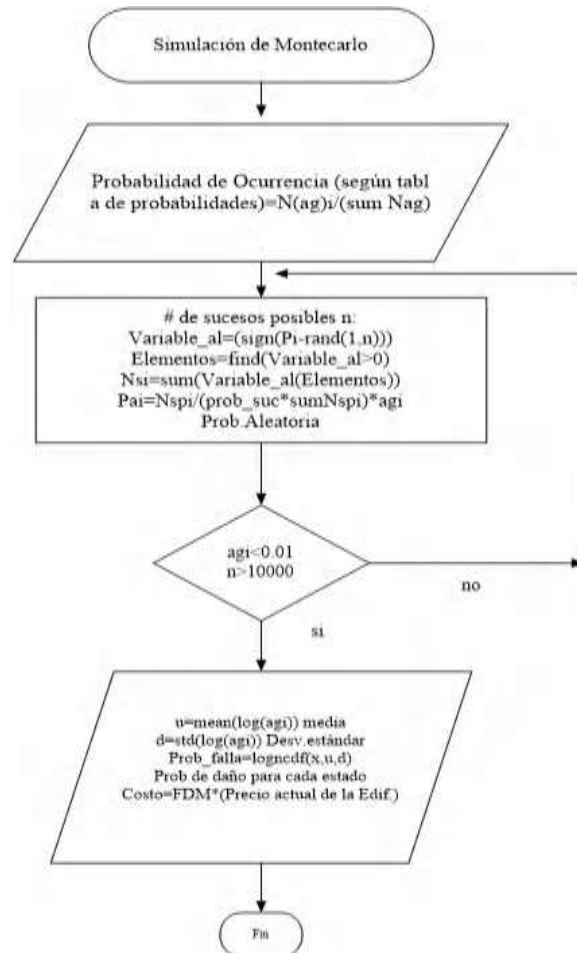 Simulación de Montecarlo
Probabilidad de Ocurrencia (según tabl
a de probabilidades)=N(ag)i/(sum Nag)
# de sucesos posibles n:
Variable_al=(sign(Pi-rand(1,n)))
Elementos=find(Variable_al>0)
Nsi=sum(Variable_al(Elementos))
Pai=Nspi/(prob_suc*sumNspi)*agi
Prob.Aleatoria
agi<0.01
n>10000
no
si
u=mean(log(agi)) media
d=std(log(agi)) Desv.estándar
Prob_falla=logncdf(x,u,d)
Prob de daño para cada estado
Costo=FDM*(Precio actual de la Edif.)
Fin